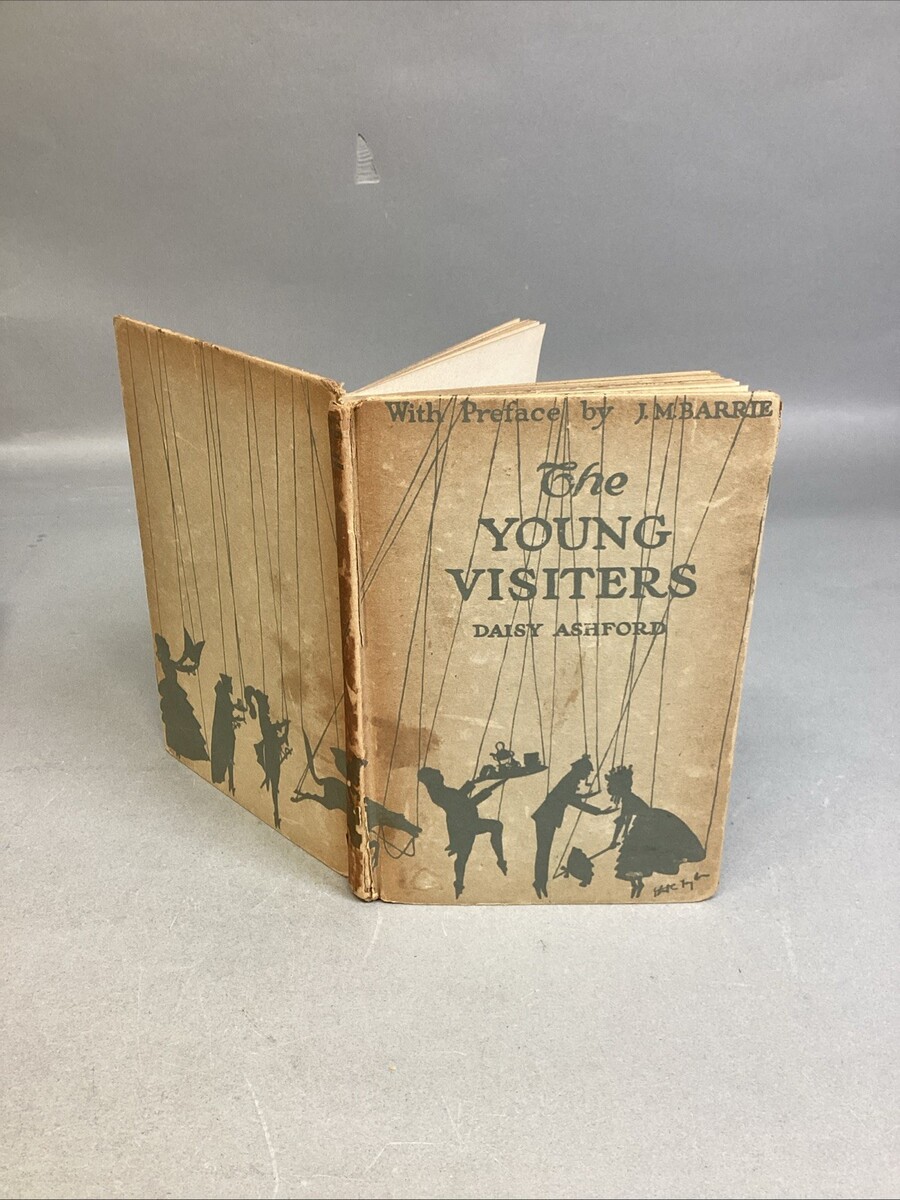 With Preface by J.M.BARRIE
The
YOUNG
VISITERS
DAISY ASHFORD